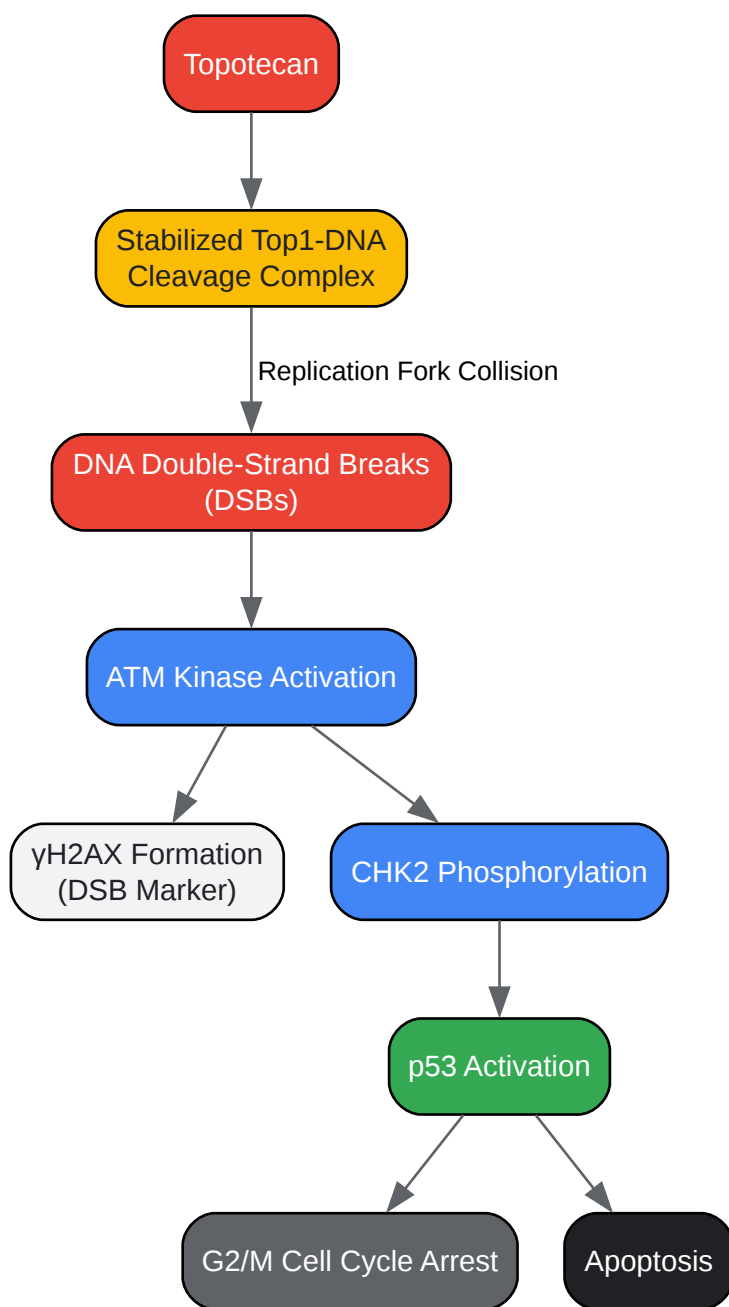 Topotecan
Stabilized Top1-DNA
Cleavage Complex
Replication Fork Collision
DNA Double-Strand Breaks
(DSBs)
ATM Kinase Activation
γH2AX Formation
(DSB Marker)
CHK2 Phosphorylation
p53 Activation
G2/M Cell Cycle Arrest
Apoptosis